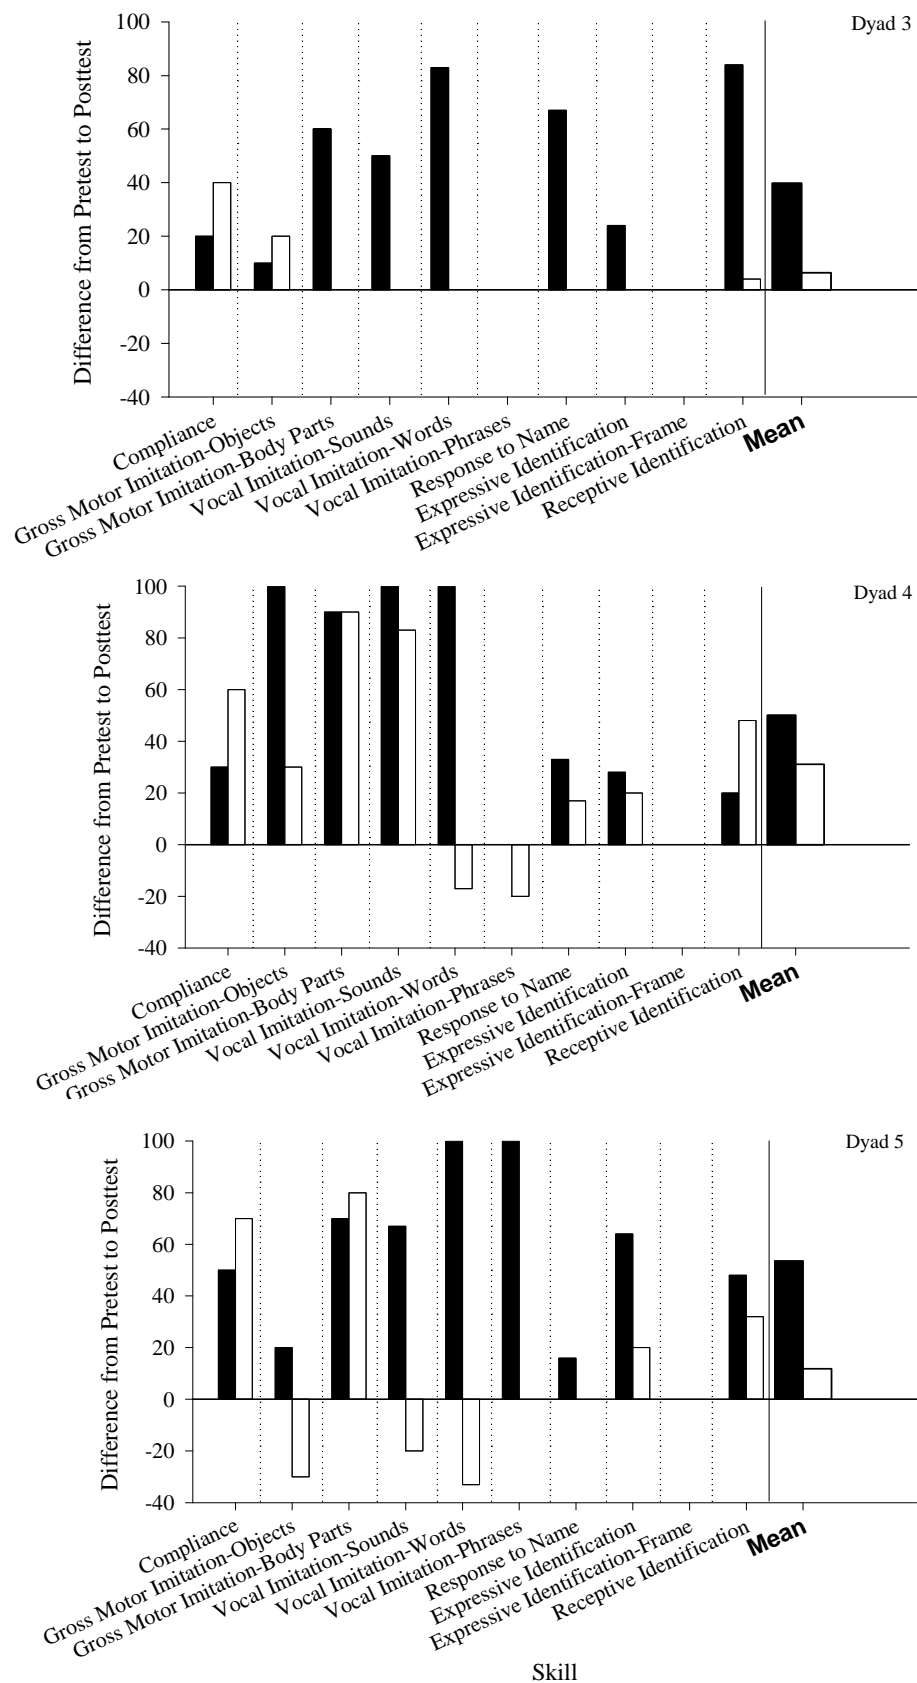 Dyad 3
Difference from Pretest to Posttest
100
80
60
40
20
0
-20
-40
Compliance
Gross Motor Imitation-Objects
Gross Motor Imitation-Body Parts
Vocal Imitation-Sounds
Vocal Imitation-Words
Vocal Imitation-Phrases
Response to Name
Expressive Identification
Expressive Identification-Frame
Receptive Identification
Mean
Dyad 4
Difference from Pretest to Posttest
100
80
60
40
20
0
-20
-40
Compliance
Gross Motor Imitation-Objects
Gross Motor Imitation-Body Parts
Vocal Imitation-Sounds
Vocal Imitation-Words
Vocal Imitation-Phrases
Response to Name
Expressive Identification
Expressive Identification-Frame
Receptive Identification
Mean
Dyad 5
Difference from Pretest to Posttest
100
80
60
40
20
0
-20
-40
Compliance
Gross Motor Imitation-Objects
Gross Motor Imitation-Body Parts
Vocal Imitation-Sounds
Vocal Imitation-Words
Vocal Imitation-Phrases
Response to Name
Expressive Identification
Expressive Identification-Frame
Receptive Identification
Mean
Skill